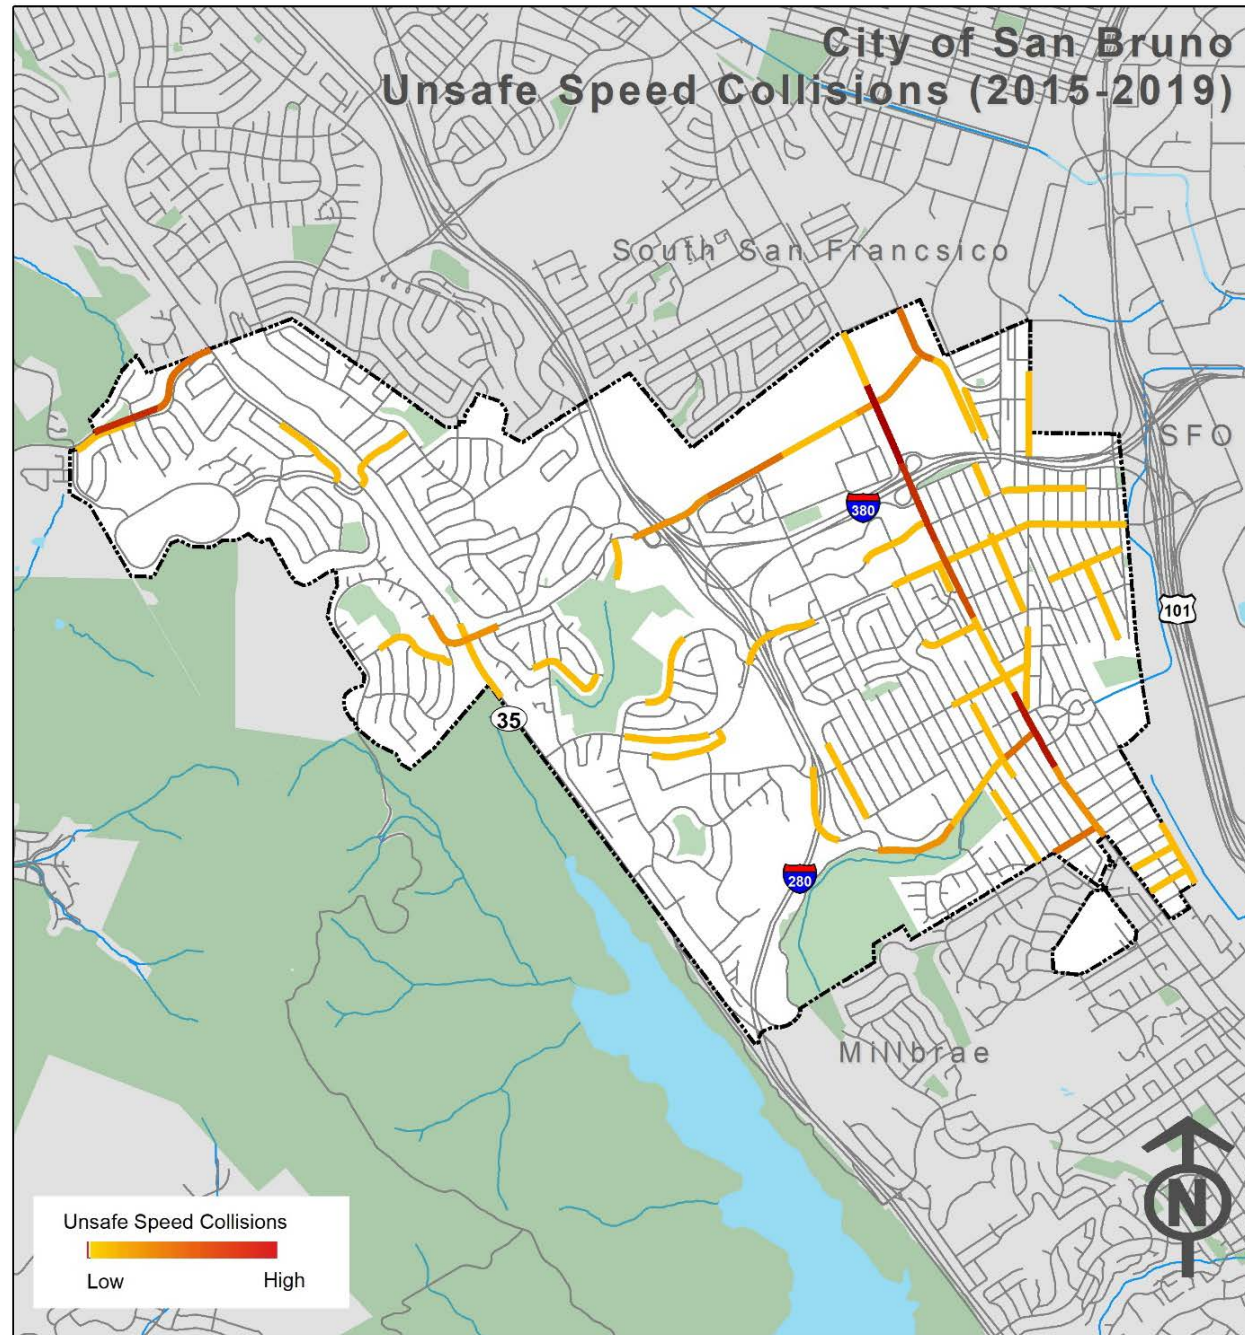 City of San Bruno
Unsafe Speed Collisions (2015-2019)
South San Francsico
SFO
380
101
35
280
Millbrae
Unsafe Speed Collisions
Low High
N